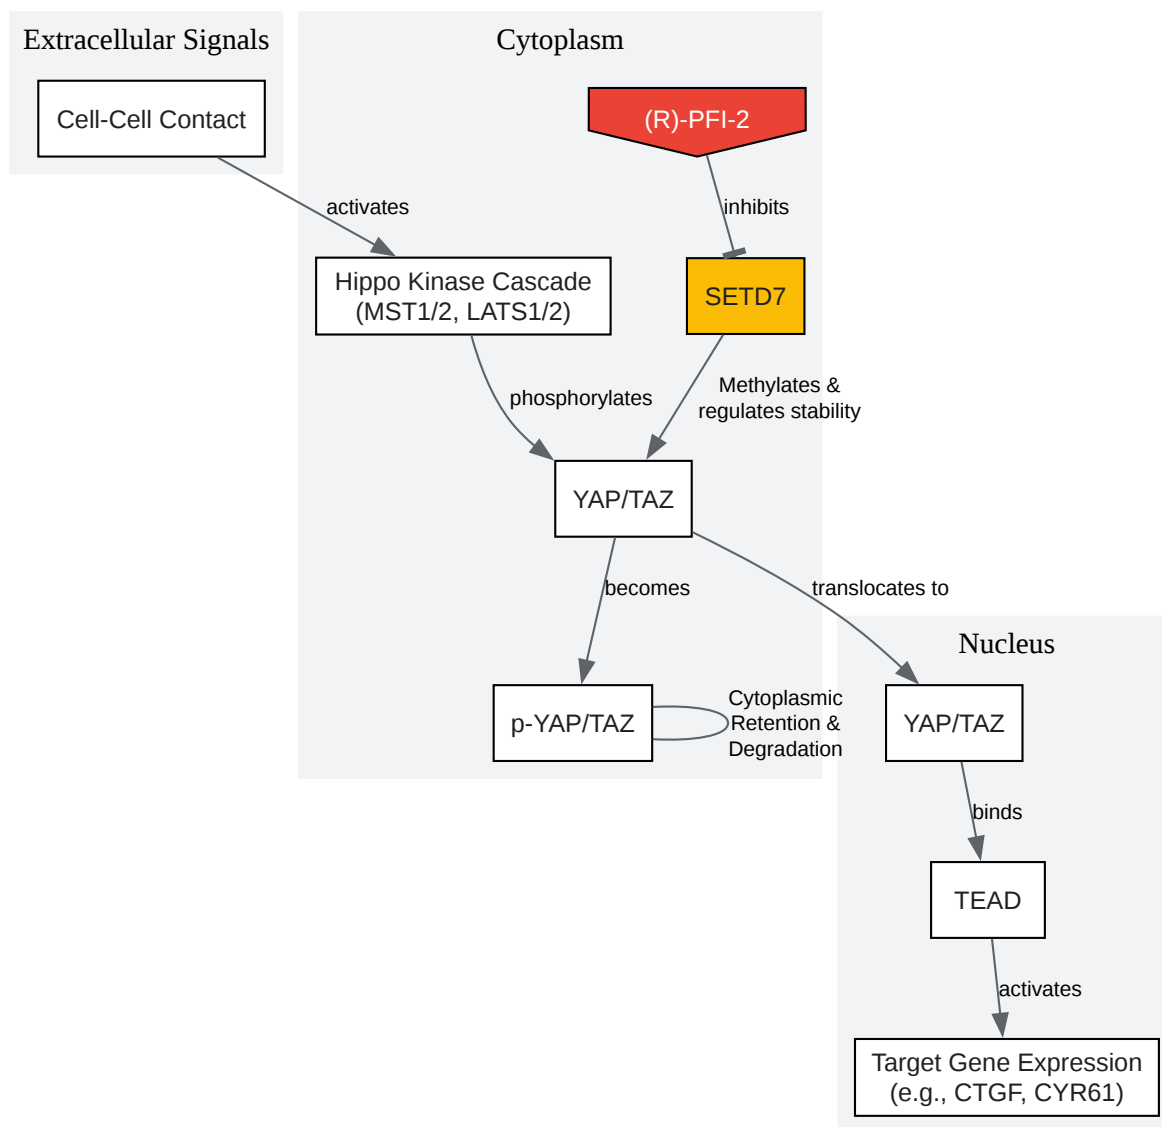 Extracellular Signals
Cytoplasm
Cell-Cell Contact
(R)-PFI-2
activates
inhibits
Hippo Kinase Cascade
(MST1/2, LATS1/2)
SETD7
phosphorylates
Methylates &
regulates stability
YAP/TAZ
becomes
translocates to
Nucleus
p-YAP/TAZ
Cytoplasmic
Retention &
Degradation
YAP/TAZ
binds
TEAD
activates
Target Gene Expression
(e.g., CTGF, CYR61)